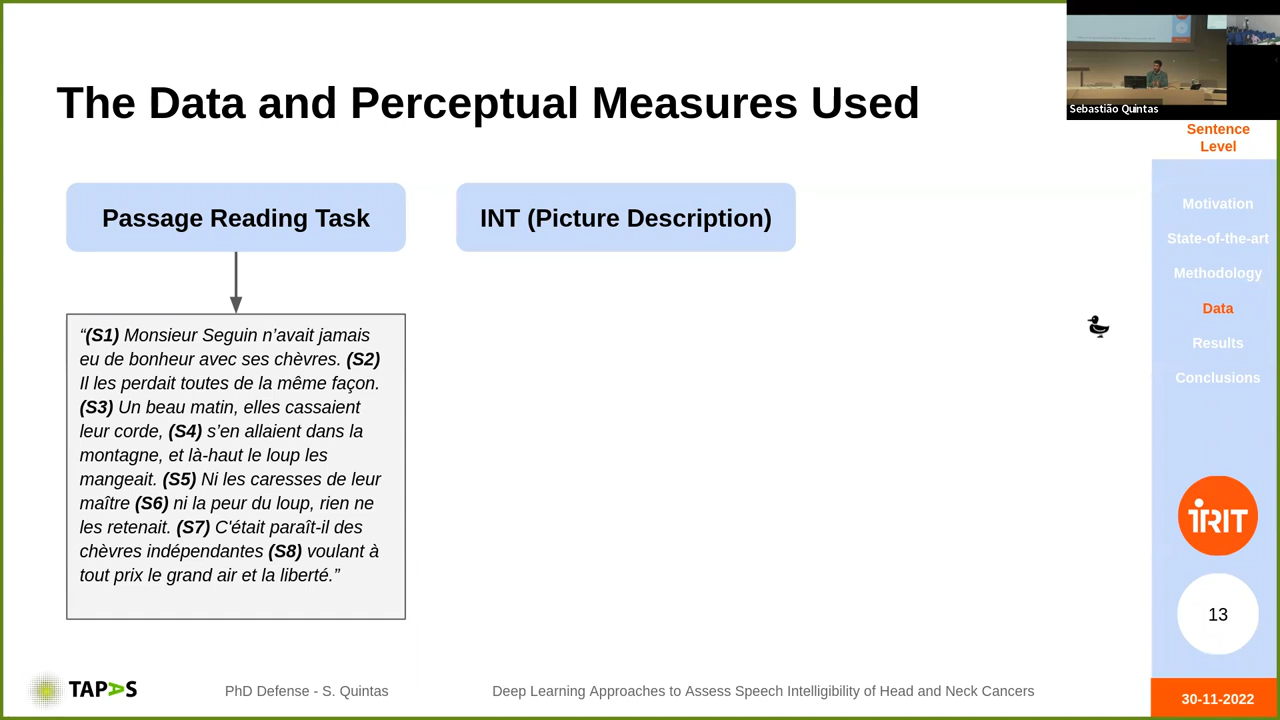 Sebastião Quintas
The Data and Perceptual Measures Used
Sentence
Level
Passage Reading Task
INT (Picture Description)
“(S1) Monsieur Seguin n’avait jamais
eu de bonheur avec ses chèvres. (S2)
Il les perdait toutes de la même façon.
(S3) Un beau matin, elles cassaient
leur corde, (S4) s’en allaient dans la
montagne, et là-haut le loup les
mangeait. (S5) Ni les caresses de leur
maître (S6) ni la peur du loup, rien ne
les retenait. (S7) C'était paraît-il des
chèvres indépendantes (S8) voulant à
tout prix le grand air et la liberté.”
Motivation
State-of-the-art
Methodology
Data
Results
Conclusions
iRIT
13
TAPAS
PhD Defense - S. Quintas
Deep Learning Approaches to Assess Speech Intelligibility of Head and Neck Cancers
30-11-2022